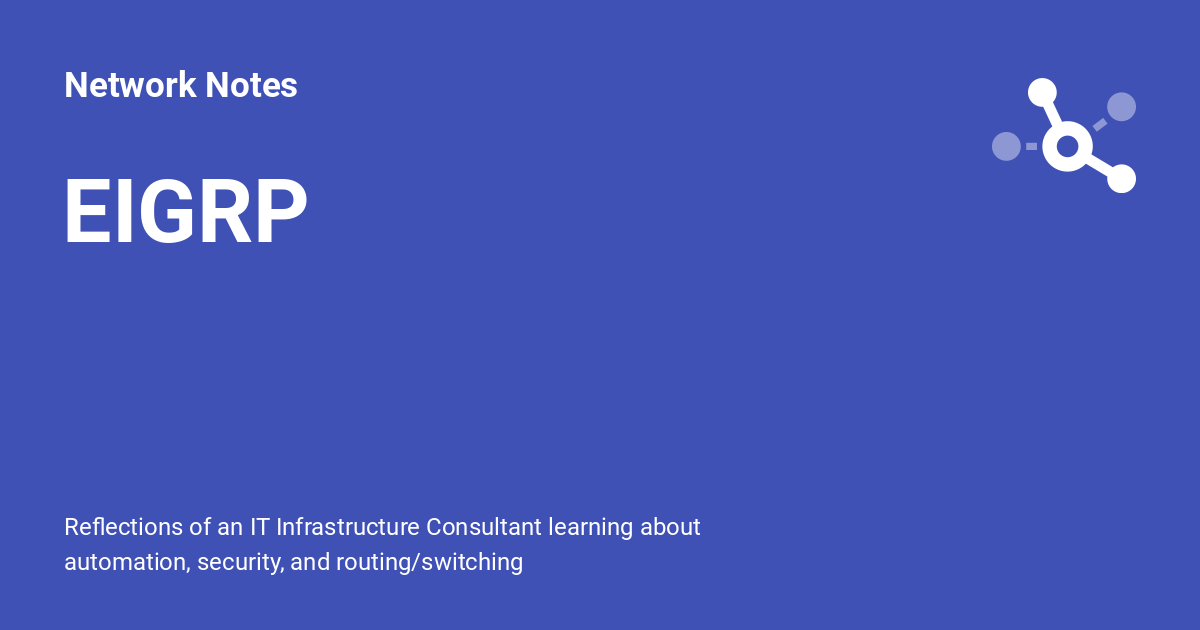 Network Notes
EIGRP
Reflections of an IT Infrastructure Consultant learning about
automation, security, and routing/switching